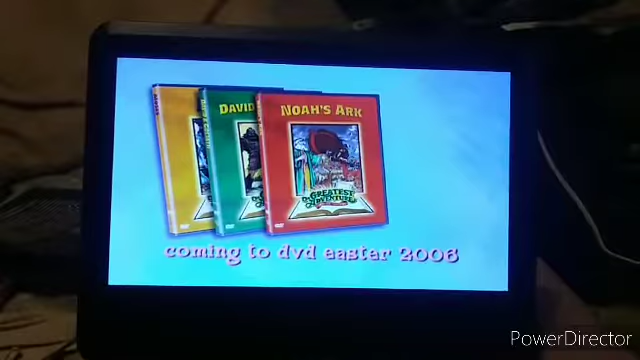 DAVID
NOAH'S ARK
GREATEST
ADVENTURES
coming to dvd easter 2006
PowerDirector